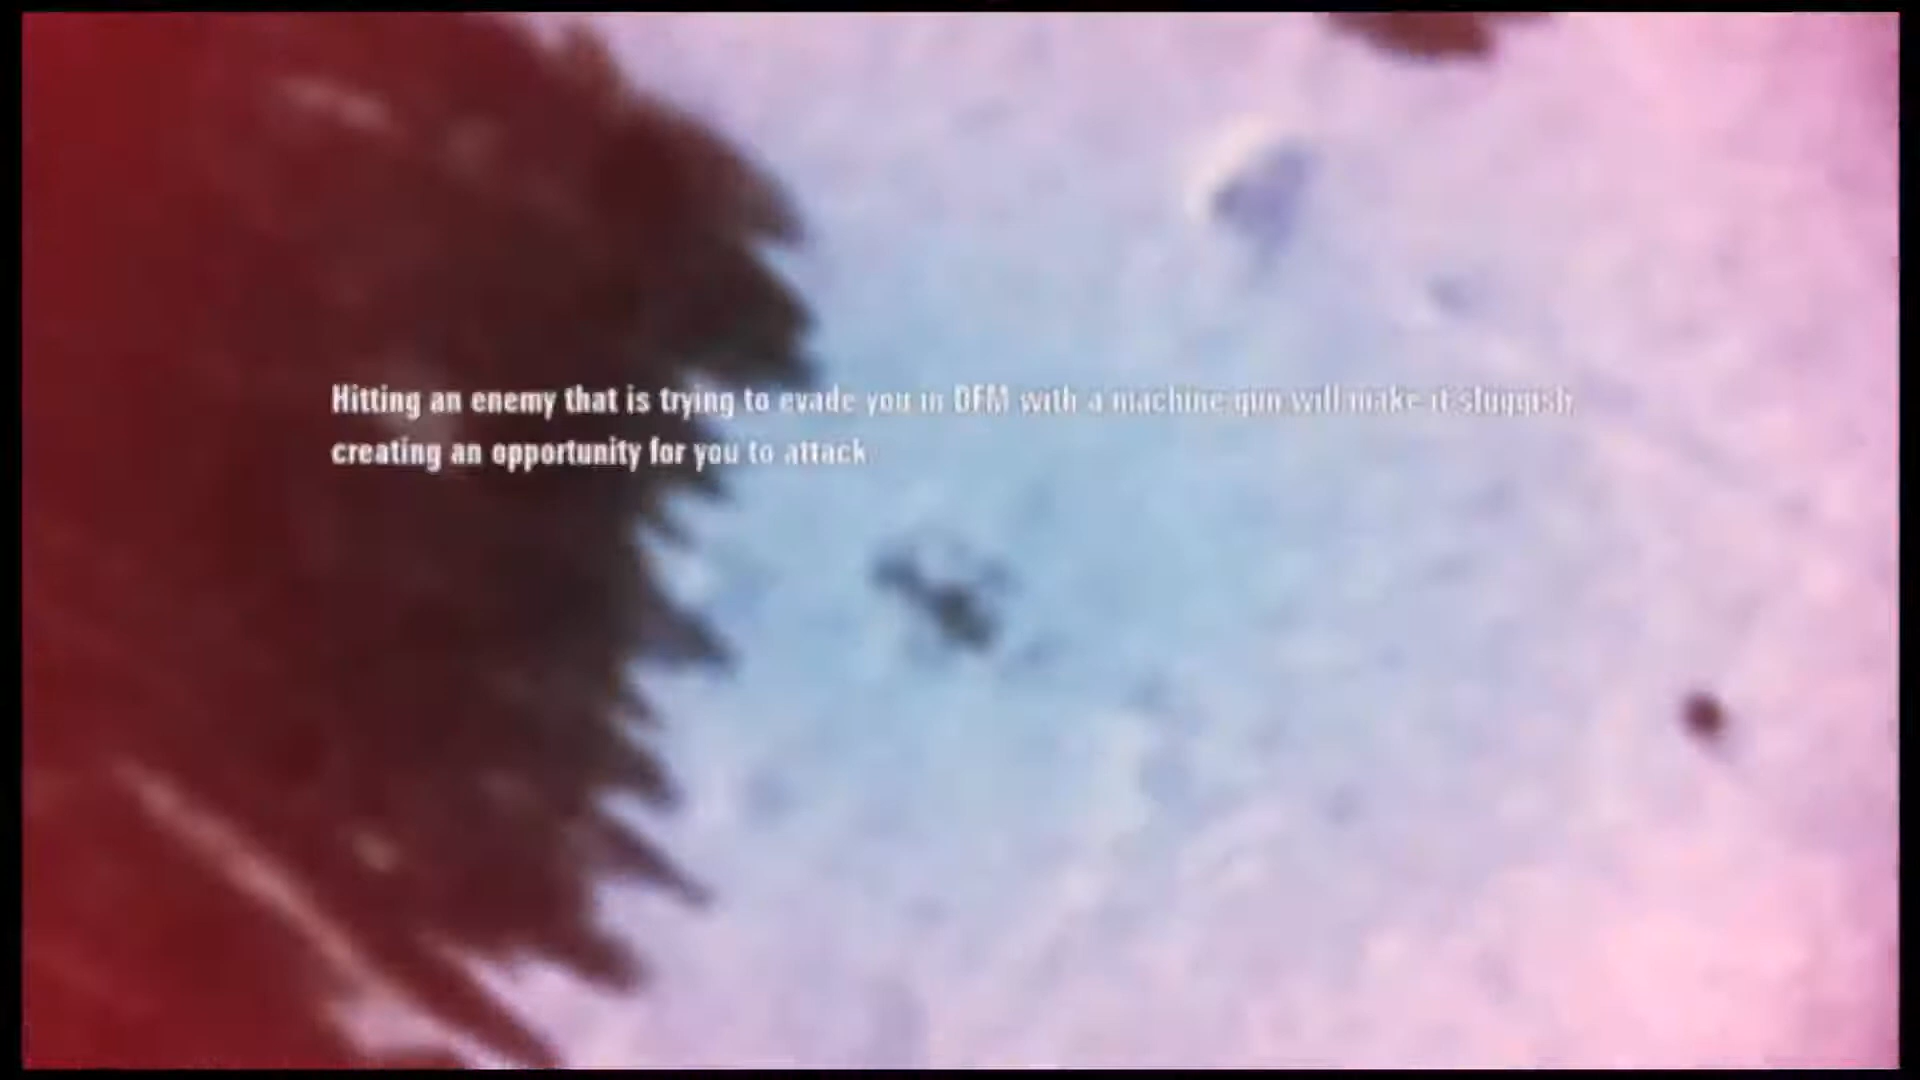 Hitting an enemy that is trying to evade you in DFM with a machine gun will make it sluggish,
creating an opportunity for you to attack.